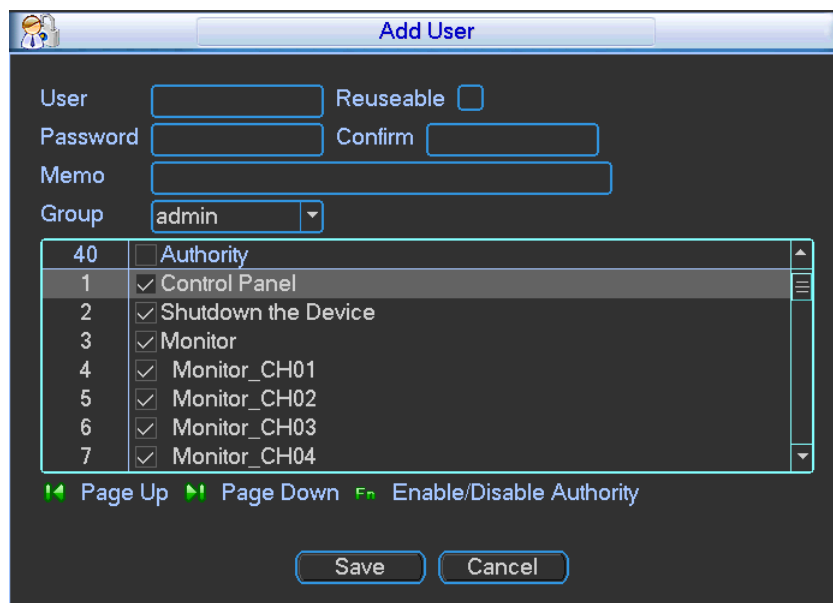 Add User
User Reuseable
Password Confirm
Memo
Group admin
40 Authority
1 Control Panel
2 Shutdown the Device
3 Monitor
4 Monitor_CH01
5 Monitor_CH02
6 Monitor_CH03
7 Monitor_CH04
Page Up Page Down Fn Enable/Disable Authority
Save Cancel